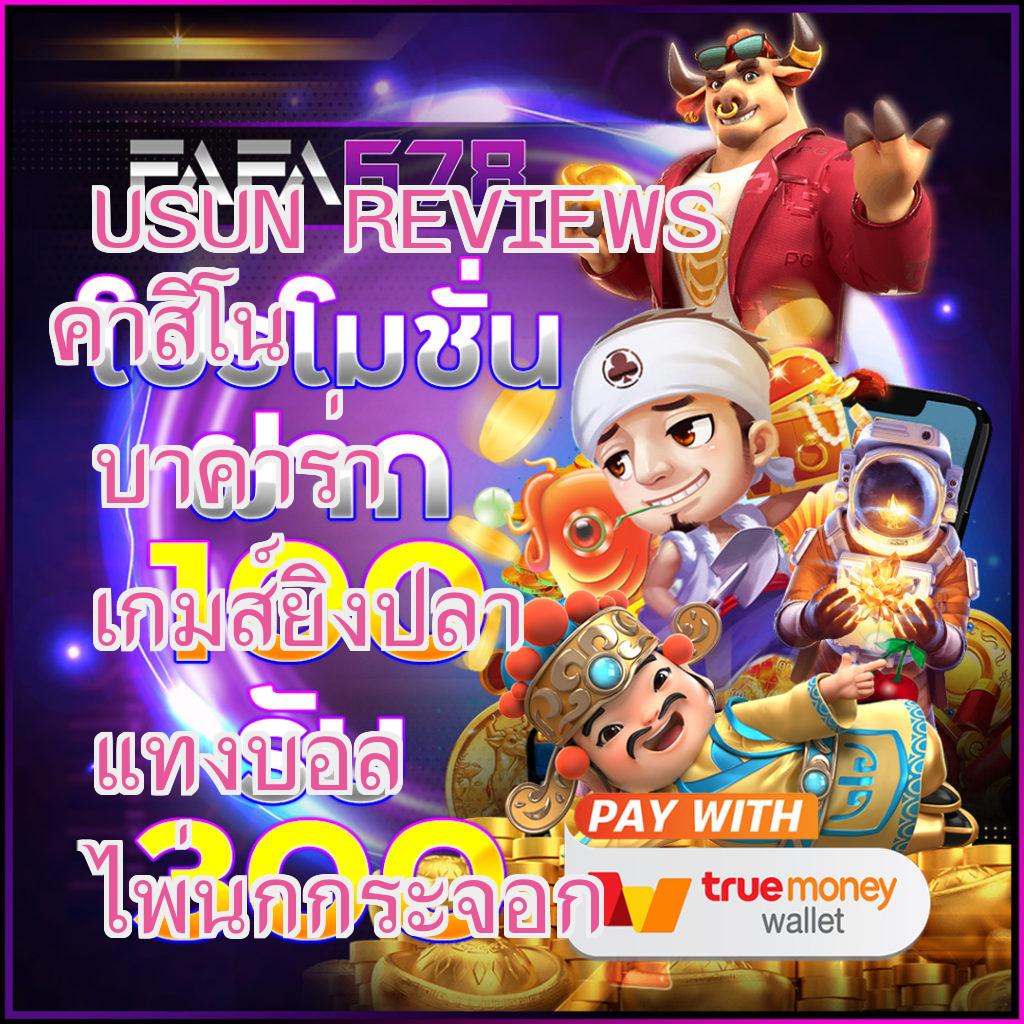 FAFA678
USUN REVIEWS
โปรโมชั่น
คาสิโน
ฝาก
บาคาร่า
100
เกมส์ยิงปลา
รับ
แทงบอล
300
ไพ่นกกระจอก
PG
PAY WITH
truemoney
wallet